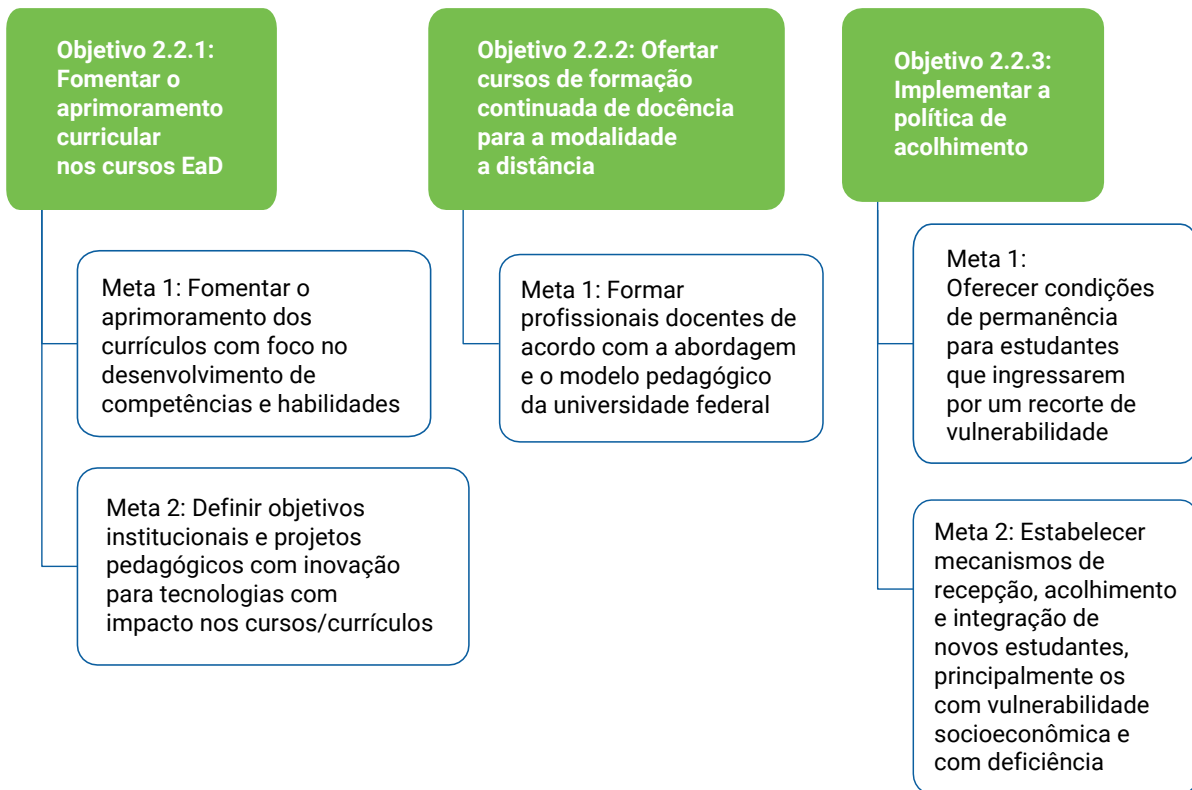 Objetivo 2.2.1:
Fomentar o
aprimoramento
curricular
nos cursos EaD
Meta 1: Fomentar o
aprimoramento dos
currículos com foco no
desenvolvimento de
competências e habilidades
Meta 2: Definir objetivos
institucionais e projetos
pedagógicos com inovação
para tecnologias com
impacto nos cursos/currículos
Objetivo 2.2.2: Ofertar
cursos de formação
continuada de docência
para a modalidade
a distância
Meta 1: Formar
profissionais docentes de
acordo com a abordagem
e o modelo pedagógico
da universidade federal
Objetivo 2.2.3:
Implementar a
política de
acolhimento
Meta 1:
Oferecer condições
de permanência
para estudantes
que ingressarem
por um recorte de
vulnerabilidade
Meta 2: Estabelecer
mecanismos de
recepção, acolhimento
e integração de
novos estudantes,
principalmente os
com vulnerabilidade
socioeconômica e
com deficiência